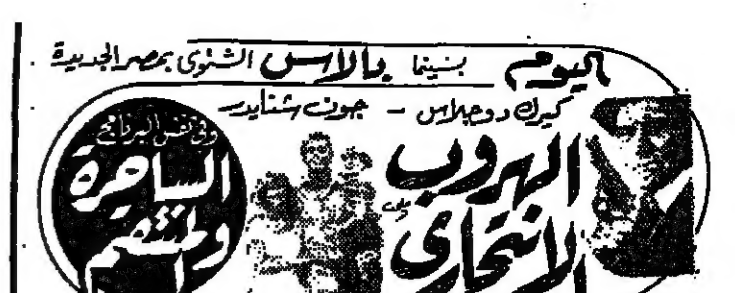 اليوم بسينما بالاس الشتوى بمصر الجديدة
كيرك دوجلاس - جون شنايدر
الهروب
الانتحارى
وفى نفس البرنامج
الساحرة